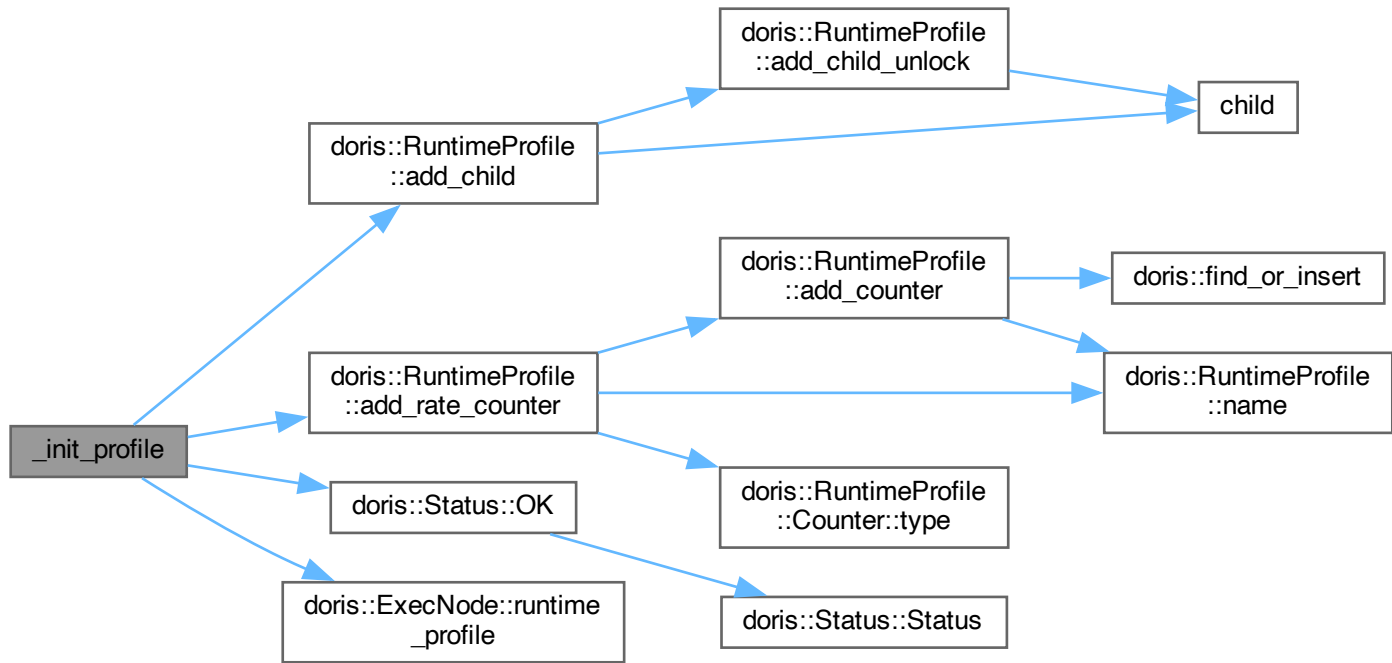 doris::RuntimeProfile
::add_child_unlock
child
doris::RuntimeProfile
::add_child
doris::RuntimeProfile
::add_counter
doris::find_or_insert
doris::RuntimeProfile
::add_rate_counter
doris::RuntimeProfile
::name
_init_profile
doris::Status::OK
doris::RuntimeProfile
::Counter::type
doris::ExecNode::runtime
_profile
doris::Status::Status